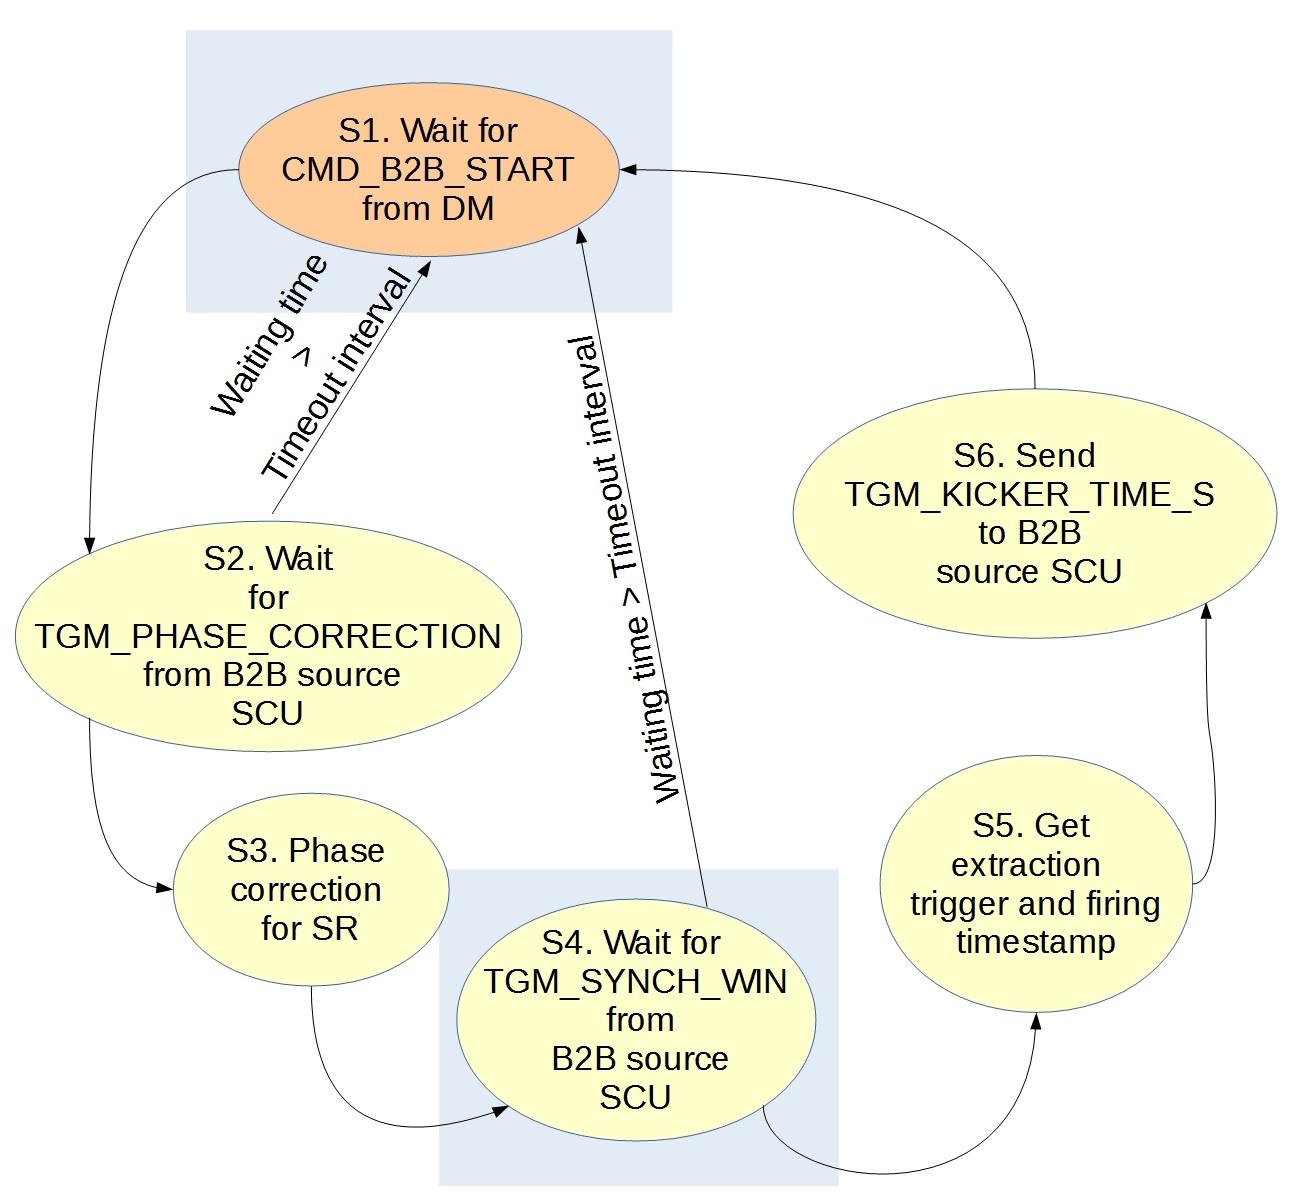 S1. Wait for
CMD_B2B_START
from DM
Waiting time
>
Timeout interval
Waiting time > Timeout interval
S6. Send
TGM_KICKER_TIME_S
to B2B
source SCU
S2. Wait
for
TGM_PHASE_CORRECTION
from B2B source
SCU
S3. Phase
correction
for SR
S5. Get
extraction
trigger and firing
timestamp
S4. Wait for
TGM_SYNCH_WIN
from
B2B source
SCU